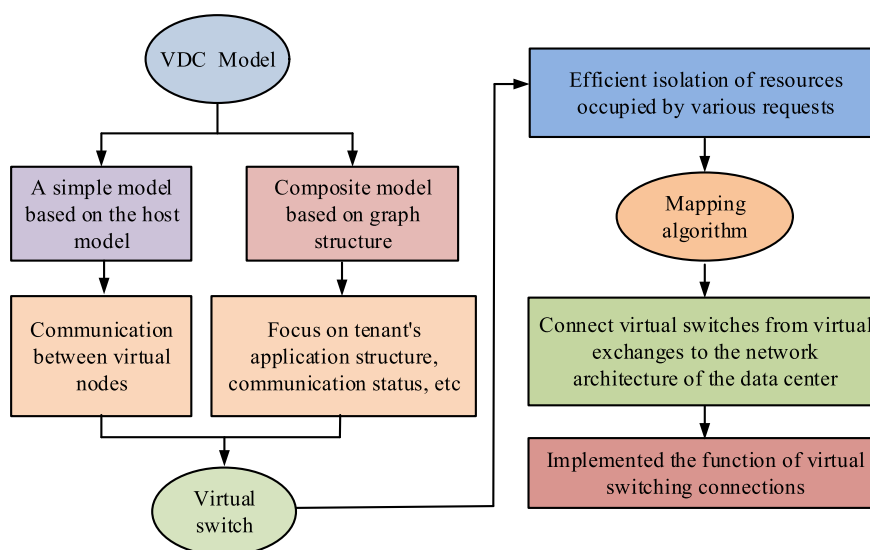 VDC Model
A simple model
based on the host
model
Composite model
based on graph
structure
Communication
between virtual
nodes
Focus on tenant's
application structure,
communication status, etc
Virtual
switch
Efficient isolation of resources
occupied by various requests
Mapping
algorithm
Connect virtual switches from virtual
exchanges to the network
architecture of the data center
Implemented the function of virtual
switching connections